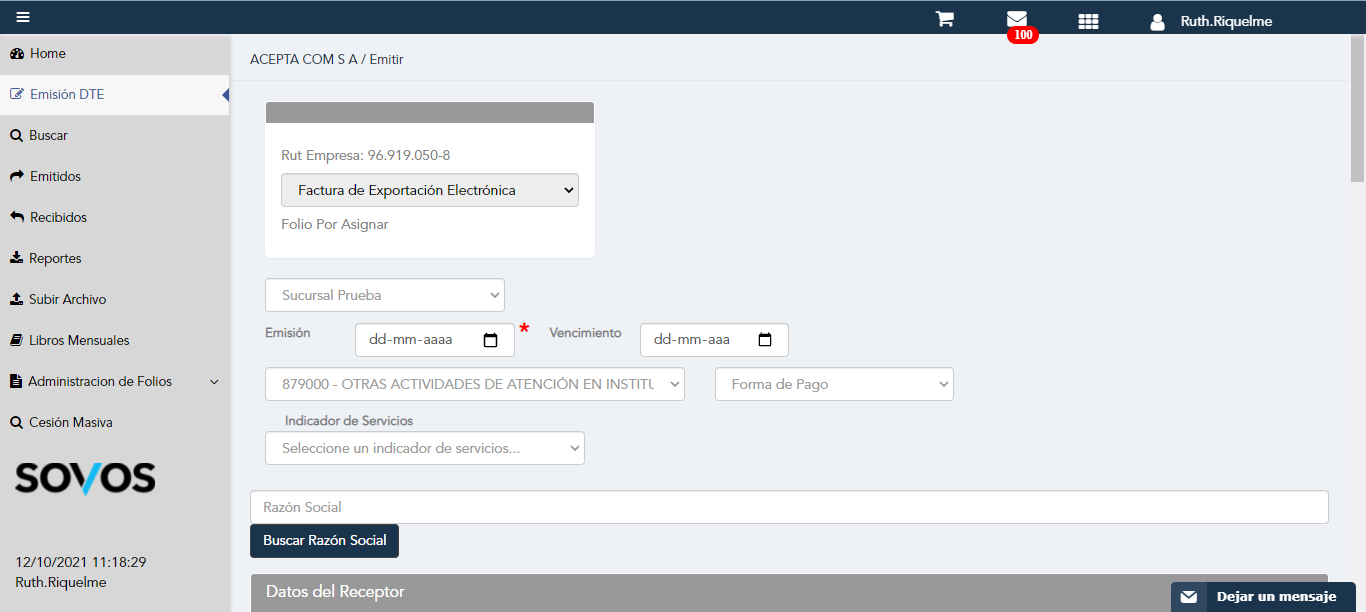 100
Ruth.Riquelme
Home
Emisión DTE
Buscar
Emitidos
Recibidos
Reportes
Subir Archivo
Libros Mensuales
Administracion de Folios
Cesión Masiva
SOVOS
12/10/2021 11:18:29
Ruth.Riquelme
ACEPTA COM S A / Emitir
Rut Empresa: 96.919.050-8
Factura de Exportación Electrónica
Folio Por Asignar
Sucursal Prueba
Emisión dd-mm-aaaa * Vencimiento dd-mm-aaa
879000 - OTRAS ACTIVIDADES DE ATENCIÓN EN INSTITU Forma de Pago
Indicador de Servicios
Seleccione un indicador de servicios...
Razón Social
Buscar Razón Social
Datos del Receptor
Dejar un mensaje